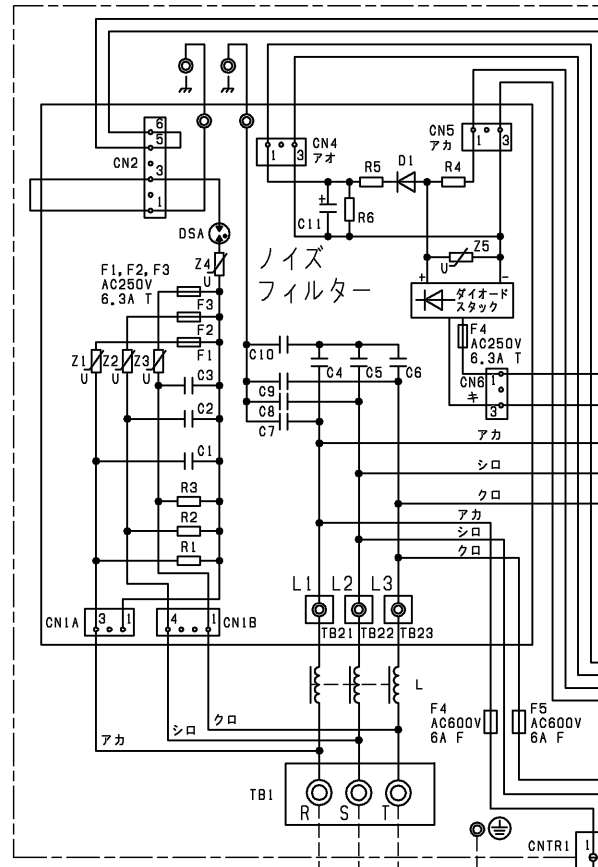 CN2
6
5
3
1
CN4
アオ
1
3
CN5
アカ
1
3
R5
D1
R4
+
C11
R6
DSA
Z4
U
ノイズ
フィルター
Z5
U
+
-
ダイオード
スタック
F1,F2,F3
AC250V
6.3A T
F3
F2
F1
F4
AC250V
6.3A T
CN6
キ
1
3
Z1
U
Z2
U
Z3
U
C10
C4
C5
C6
C9
C8
C7
C3
C2
C1
アカ
シロ
クロ
R3
R2
R1
アカ
シロ
クロ
L1
L2
L3
CN1A
3
1
4
1
CN1B
TB21
TB22
TB23
L
クロ
シロ
アカ
F4
AC600V
6A F
F5
AC600V
6A F
TB1
R
S
T
CNTR1
1